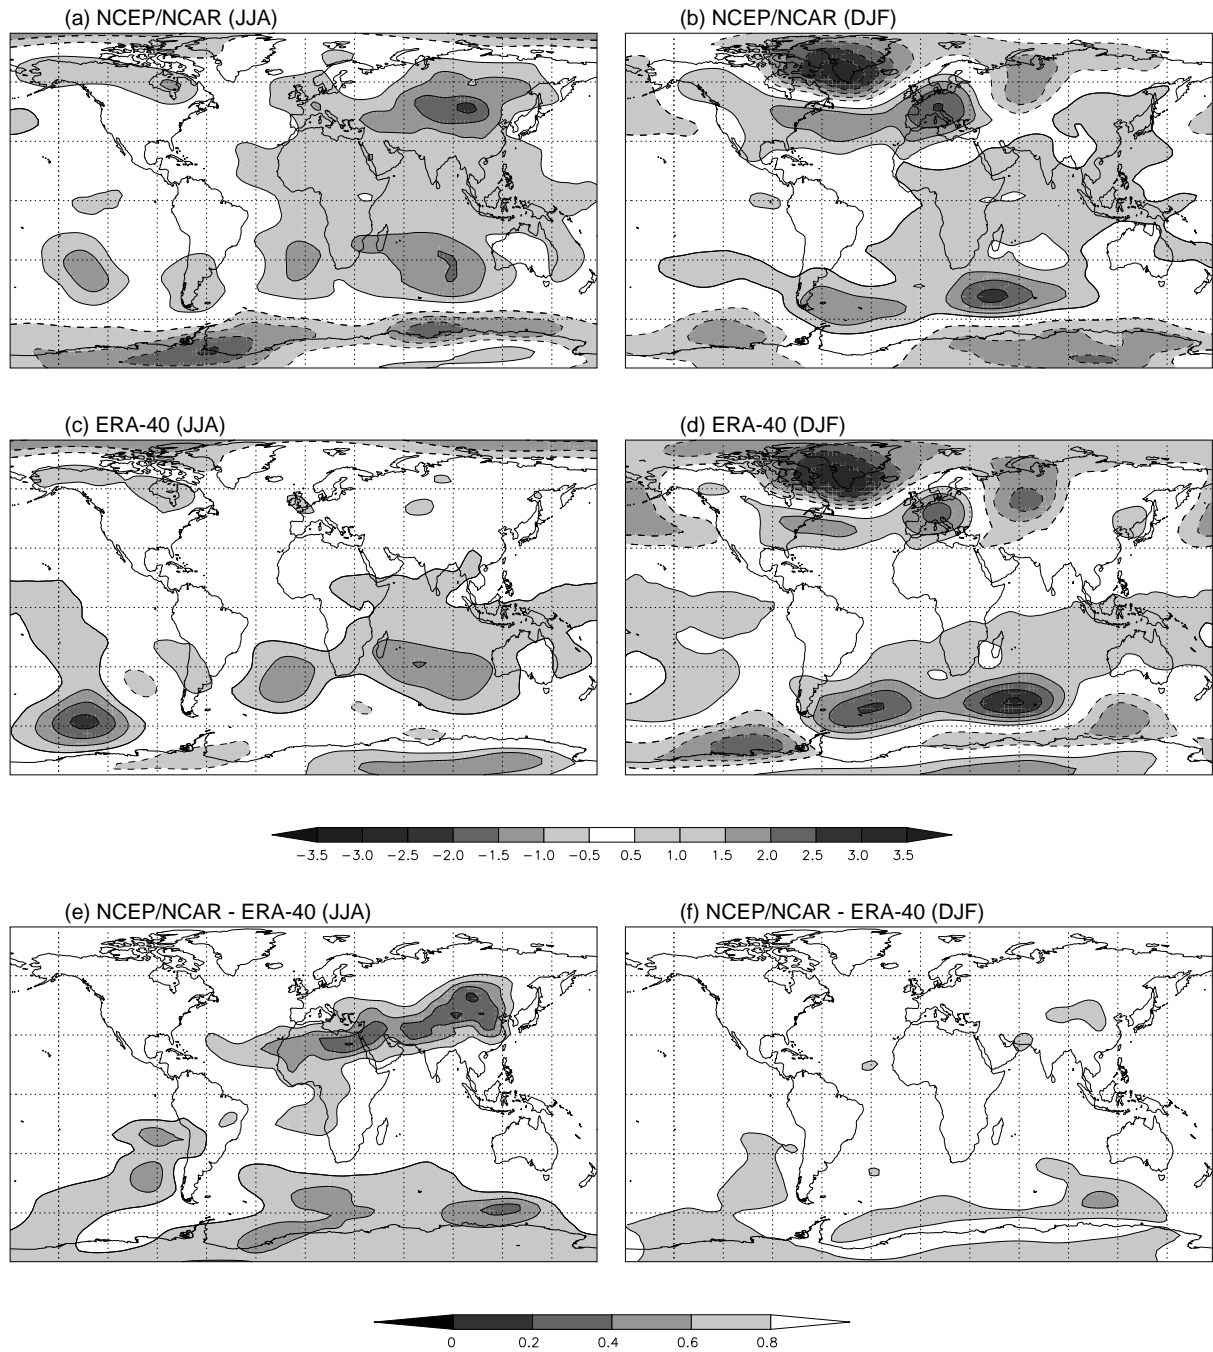 (a) NCEP/NCAR (JJA)
(b) NCEP/NCAR (DJF)
(c) ERA-40 (JJA)
(d) ERA-40 (DJF)
−3.5 −3.0 −2.5 −2.0 −1.5 −1.0 −0.5 0.5 1.0 1.5 2.0 2.5 3.0 3.5
(e) NCEP/NCAR - ERA-40 (JJA)
(f) NCEP/NCAR - ERA-40 (DJF)
0 0.2 0.4 0.6 0.8